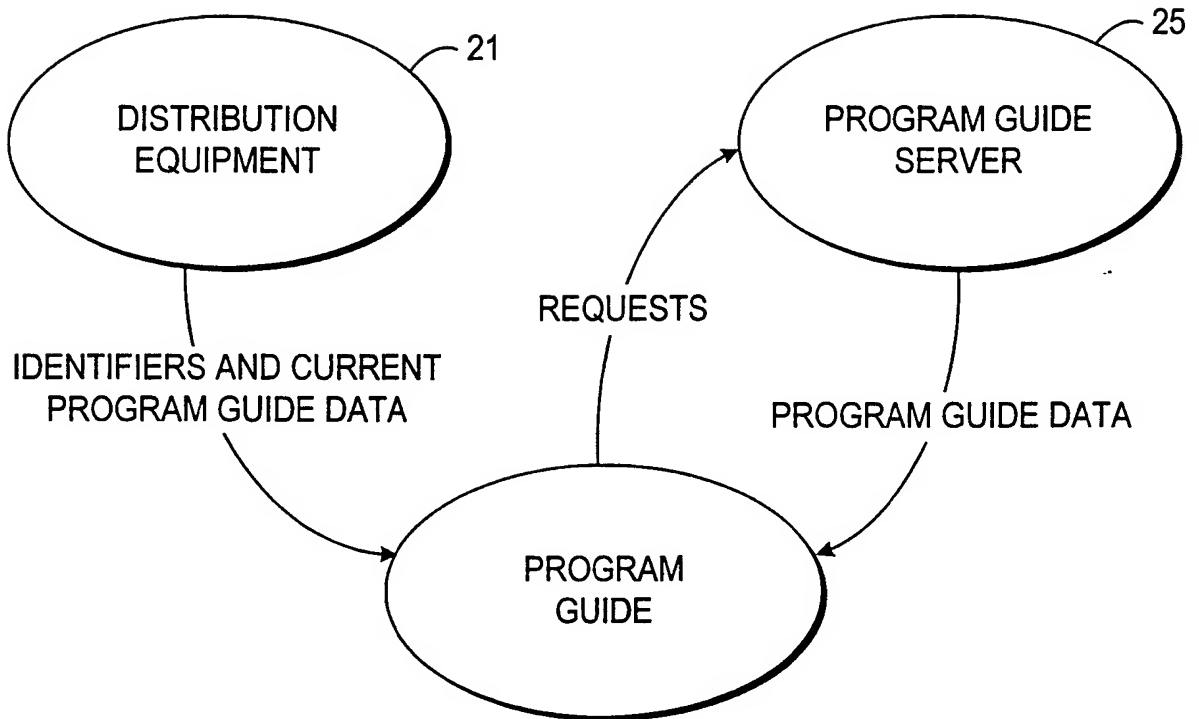 21
DISTRIBUTION
EQUIPMENT
25
PROGRAM GUIDE
SERVER
REQUESTS
IDENTIFIERS AND CURRENT
PROGRAM GUIDE DATA
PROGRAM GUIDE DATA
PROGRAM
GUIDE